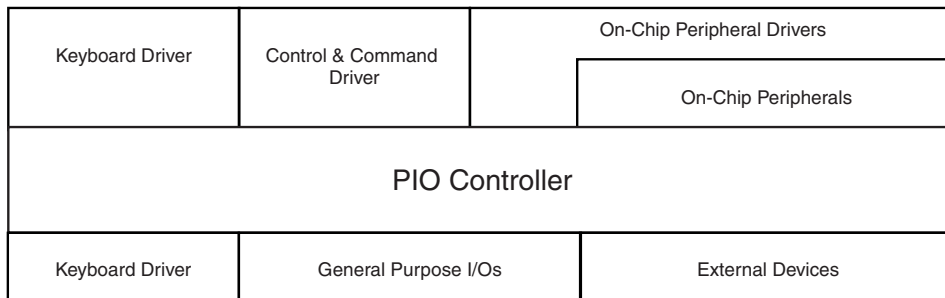 Keyboard Driver
Control & Command
Driver
On-Chip Peripheral Drivers
On-Chip Peripherals
PIO Controller
Keyboard Driver
General Purpose I/Os
External Devices